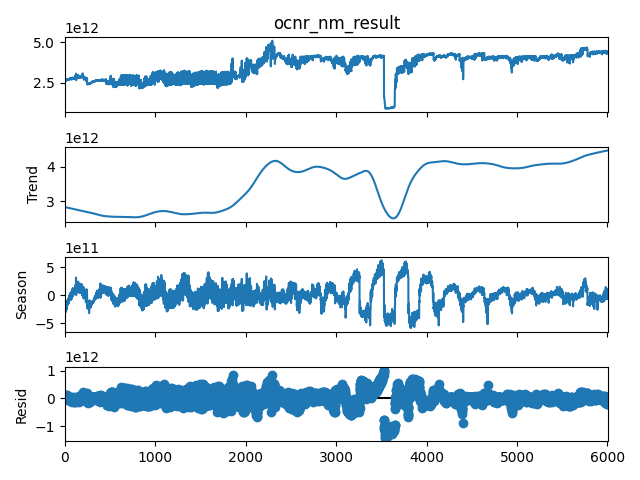 ocnr_nm_result
1e12
5.0
2.5
1e12
4
3
Trend
1e11
5
0
−5
Season
1e12
1
0
−1
Resid
0 1000 2000 3000 4000 5000 6000